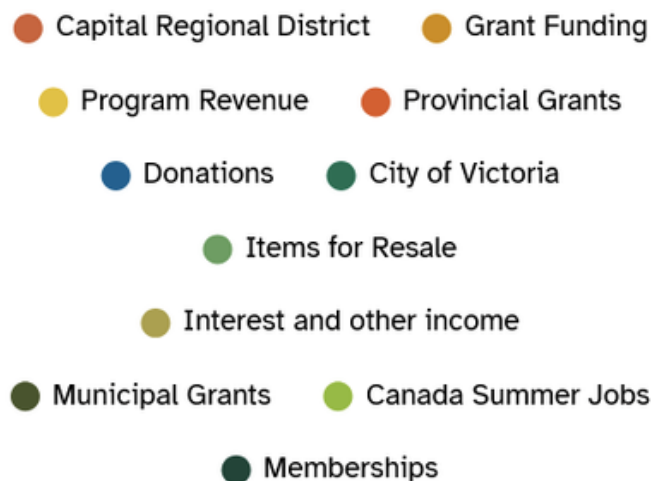 Capital Regional District Grant Funding
Program Revenue Provincial Grants
Donations City of Victoria
Items for Resale
Interest and other income
Municipal Grants Canada Summer Jobs
Memberships